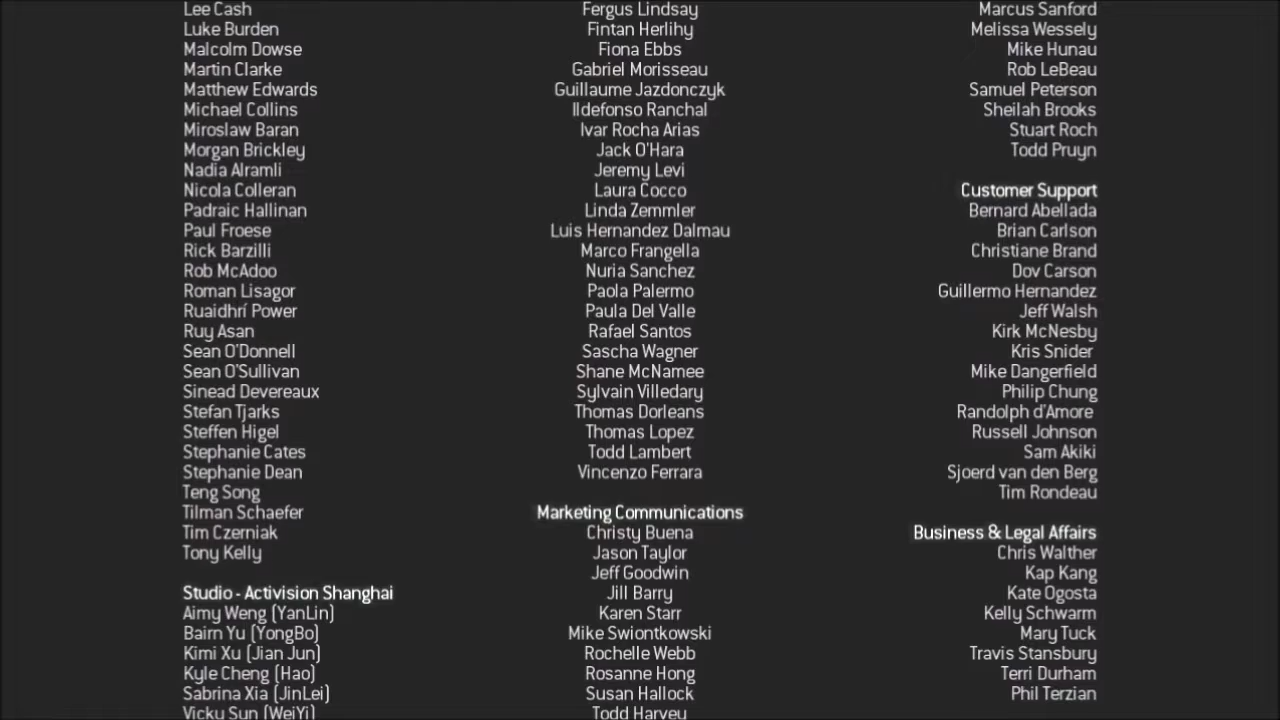 Lee Cash
Luke Burden
Malcolm Dowse
Martin Clarke
Matthew Edwards
Michael Collins
Miroslaw Baran
Morgan Brickley
Nadia Alramli
Nicola Colleran
Padraic Hallinan
Paul Froese
Rick Barzilli
Rob McAdoo
Roman Lisagor
Ruaidhrí Power
Ruy Asan
Sean O'Donnell
Sean O'Sullivan
Sinead Devereaux
Stefan Tjarks
Steffen Higel
Stephanie Cates
Stephanie Dean
Teng Song
Tilman Schaefer
Tim Czerniak
Tony Kelly
Studio - Activision Shanghai
Aimy Weng (YanLin)
Bairn Yu (YongBo)
Kimi Xu (Jian Jun)
Kyle Cheng (Hao)
Sabrina Xia (JinLei)
Vicky Sun (WeiYi)
Fergus Lindsay
Fintan Herlihy
Fiona Ebbs
Gabriel Morisseau
Guillaume Jazdonczyk
Ildefonso Ranchal
Ivar Rocha Arias
Jack O'Hara
Jeremy Levi
Laura Cocco
Linda Zemmler
Luis Hernandez Dalmau
Marco Frangella
Nuria Sanchez
Paola Palermo
Paula Del Valle
Rafael Santos
Sascha Wagner
Shane McNamee
Sylvain Villedary
Thomas Dorleans
Thomas Lopez
Todd Lambert
Vincenzo Ferrara
Marketing Communications
Christy Buena
Jason Taylor
Jeff Goodwin
Jill Barry
Karen Starr
Mike Swiontkowski
Rochelle Webb
Rosanne Hong
Susan Hallock
Todd Harvey
Marcus Sanford
Melissa Wessely
Mike Hunau
Rob LeBeau
Samuel Peterson
Sheilah Brooks
Stuart Roch
Todd Pruyn
Customer Support
Bernard Abellada
Brian Carlson
Christiane Brand
Dov Carson
Guillermo Hernandez
Jeff Walsh
Kirk McNesby
Kris Snider
Mike Dangerfield
Philip Chung
Randolph d'Amore
Russell Johnson
Sam Akiki
Sjoerd van den Berg
Tim Rondeau
Business & Legal Affairs
Chris Walther
Kap Kang
Kate Ogosta
Kelly Schwarm
Mary Tuck
Travis Stansbury
Terri Durham
Phil Terzian